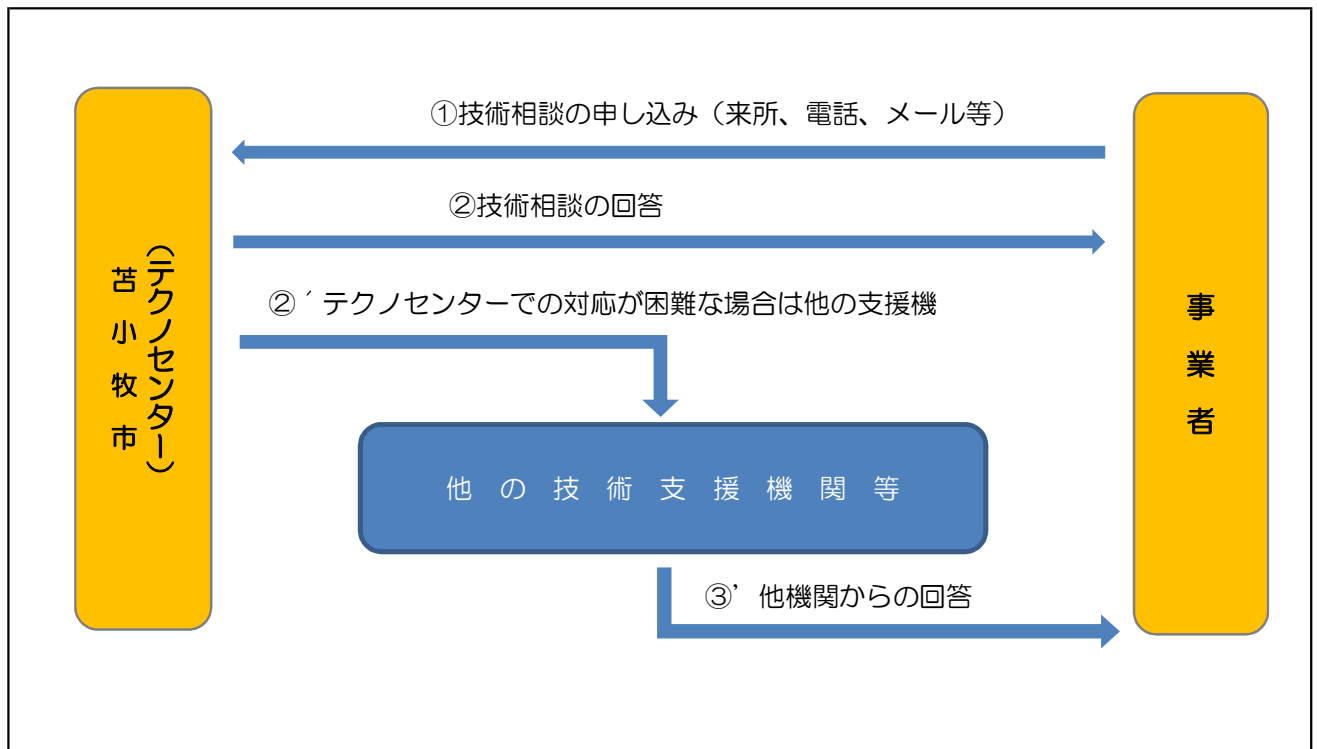 ①技術相談の申し込み（来所、電話、メール等）
②技術相談の回答
②´テクノセンターでの対応が困難な場合は他の支援機
苫小牧市
（テクノセンター）
事業者
他の技術支援機関等
③’他機関からの回答